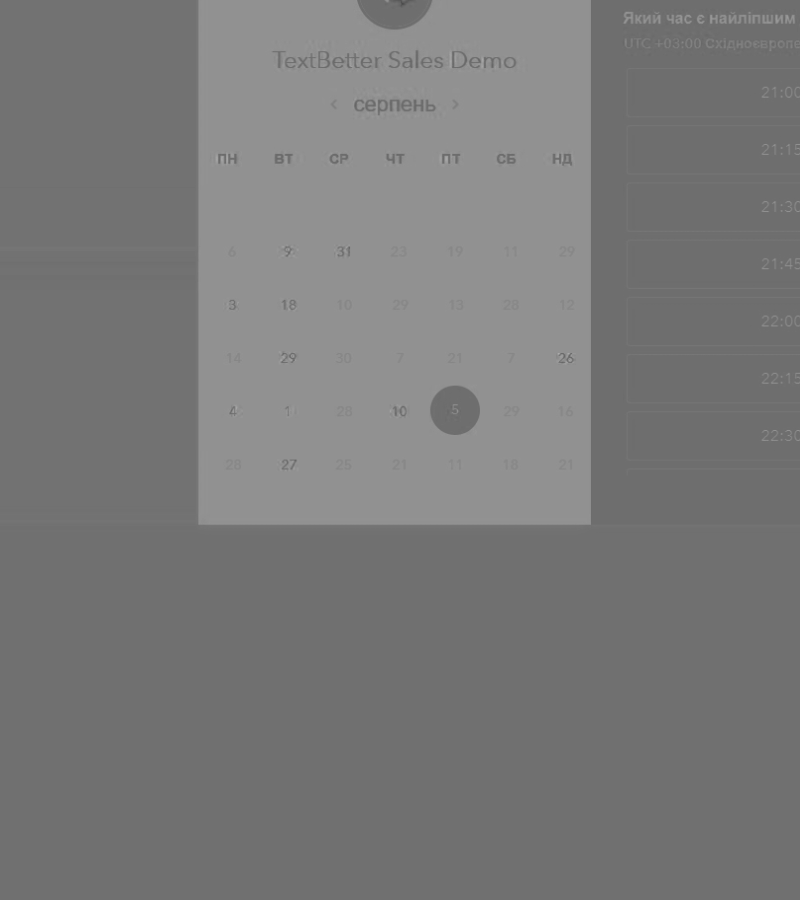 TextBetter Sales Demo
‹ серпень ›
ПН ВТ СР ЧТ ПТ СБ НД
6 9 31 23 19 11 29
3 18 10 29 13 28 12
14 29 30 7 21 7 26
4 1 28 10 5 29 16
28 27 25 21 11 18 21
Який час є найліпшим
UTC +03:00 Східноєвропе
21:00
21:15
21:30
21:45
22:00
22:15
22:30